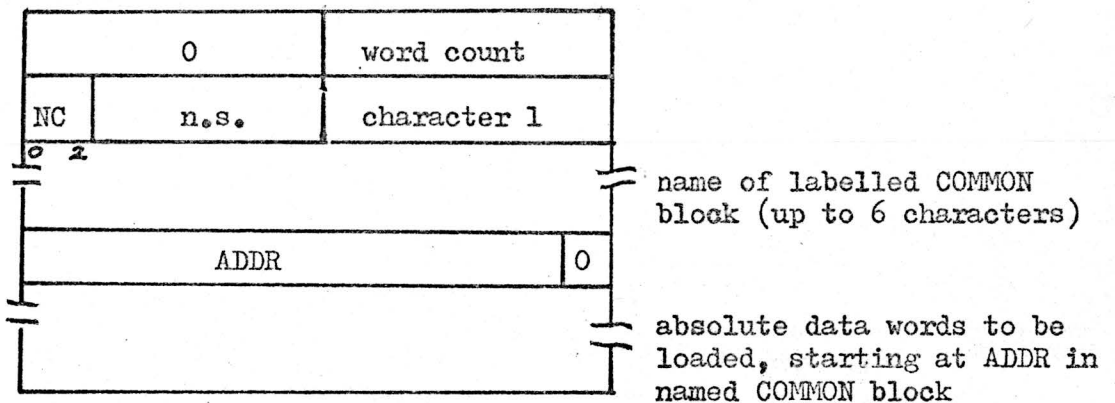 0 word count
NC n.s. character 1
0 2
name of labelled COMMON
block (up to 6 characters)
ADDR 0
absolute data words to be
loaded, starting at ADDR in
named COMMON block